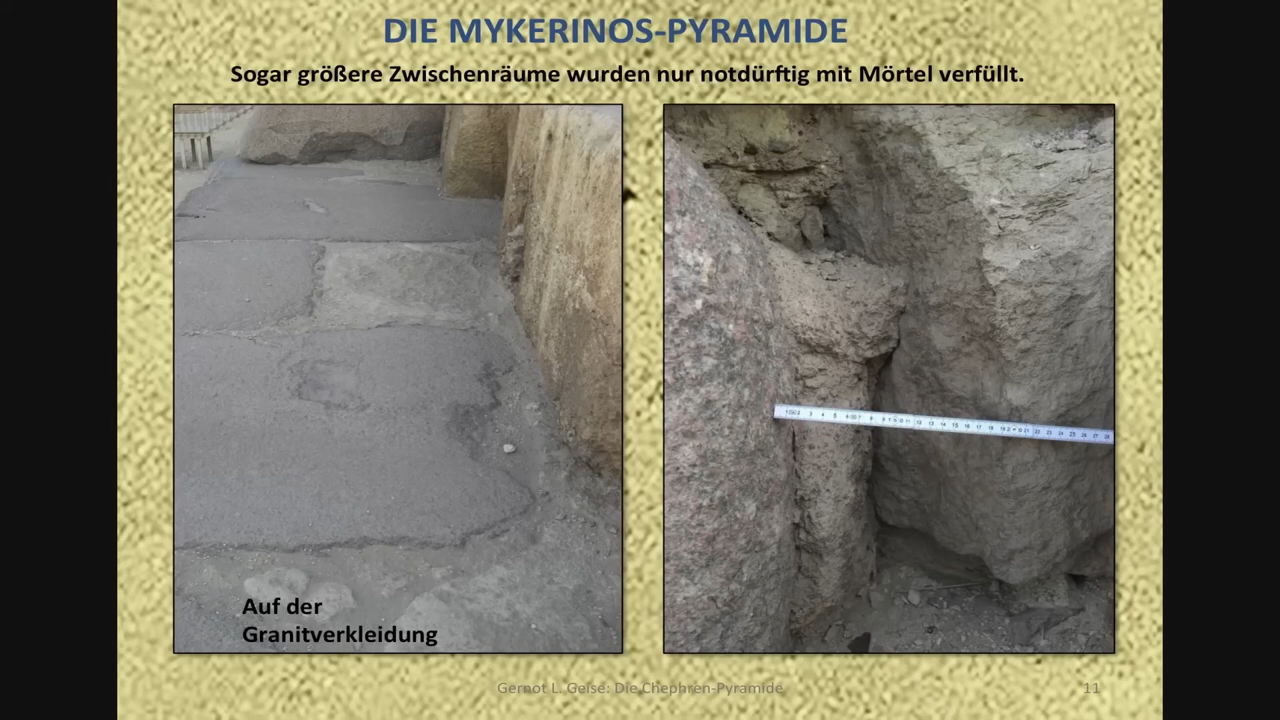 DIE MYKERINOS-PYRAMIDE
Sogar größere Zwischenräume wurden nur notdürftig mit Mörtel verfüllt.
Auf der
Granitverkleidung
Gernot L. Geise: Die Chephren-Pyramide
11